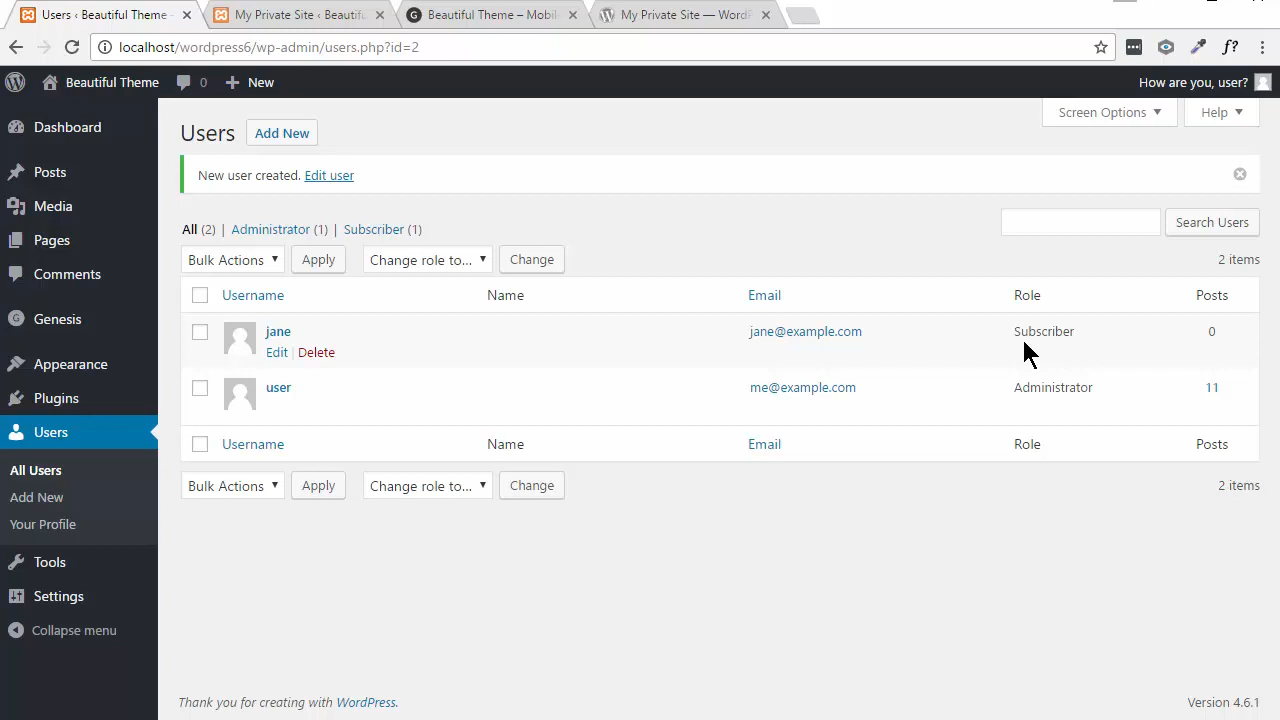 Users ‹ Beautiful Theme -
My Private Site ‹ Beautifu
Beautiful Theme – Mobil
My Private Site — WordP
localhost/wordpress6/wp-admin/users.php?id=2
f?
Beautiful Theme
0
New
How are you, user?
Dashboard
Posts
Media
Pages
Comments
Genesis
Appearance
Plugins
Users
All Users
Add New
Your Profile
Tools
Settings
Collapse menu
Screen Options
Help
Users
Add New
New user created. Edit user
All (2) | Administrator (1) | Subscriber (1)
Search Users
Bulk Actions
Apply
Change role to...
Change
2 items
Username Name Email Role Posts
jane jane@example.com Subscriber 0
Edit | Delete
user me@example.com Administrator 11
Username Name Email Role Posts
Bulk Actions
Apply
Change role to...
Change
2 items
Thank you for creating with WordPress.
Version 4.6.1